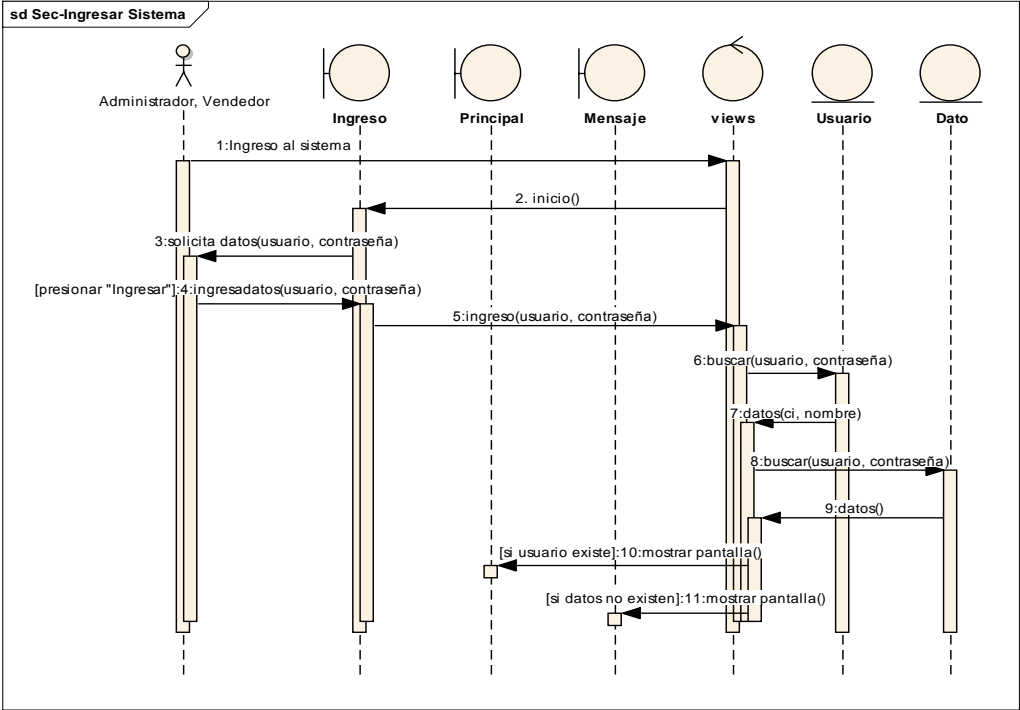 sd Sec-Ingresar Sistema
Administrador, Vendedor
Ingreso
Principal
Mensaje
views
Usuario
Dato
1:Ingreso al sistema
2. inicio()
3:solicita datos(usuario, contraseña)
[presionar "Ingresar"]:4:ingresadatos(usuario, contraseña)
5:ingreso(usuario, contraseña)
6:buscar(usuario, contraseña)
7:datos(ci, nombre)
8:buscar(usuario, contraseña)
9:datos()
[si usuario existe]:10:mostrar pantalla()
[si datos no existen]:11:mostrar pantalla()